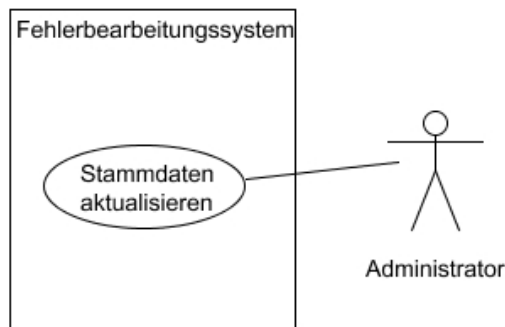 Fehlerbearbeitungssystem
Stammdaten
aktualisieren
Administrator